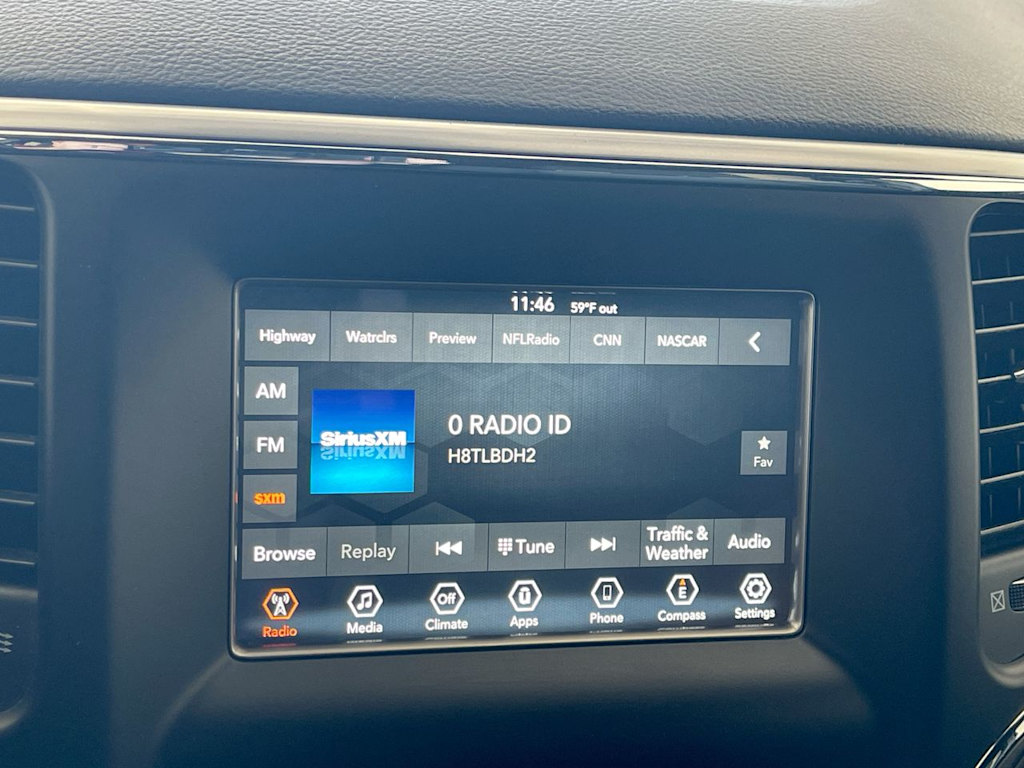 11:46 59°F out
Highway Watrclrs Preview NFLRadio CNN NASCAR
AM
FM
sxm
SiriusXM
0 RADIO ID
H8TLBDH2
Fav
Browse Replay Tune Traffic & Weather Audio
Radio Media Off Climate Apps Phone E Compass Settings